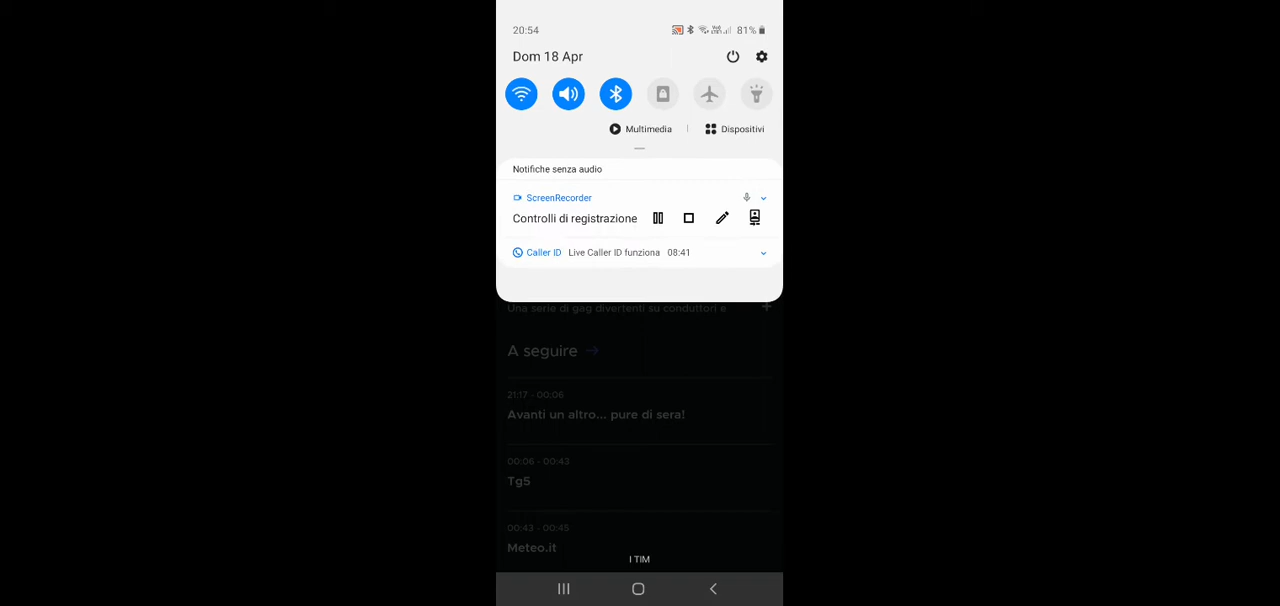 20:54 81%
Dom 18 Apr
Multimedia | Dispositivi
Notifiche senza audio
ScreenRecorder
Controlli di registrazione
Caller ID Live Caller ID funziona 08:41
Una serie di gag divertenti su conduttori e
A seguire →
21:17 - 00:06
Avanti un altro... pure di sera!
00:06 - 00:43
Tg5
00:43 - 00:45
Meteo.it
I TIM